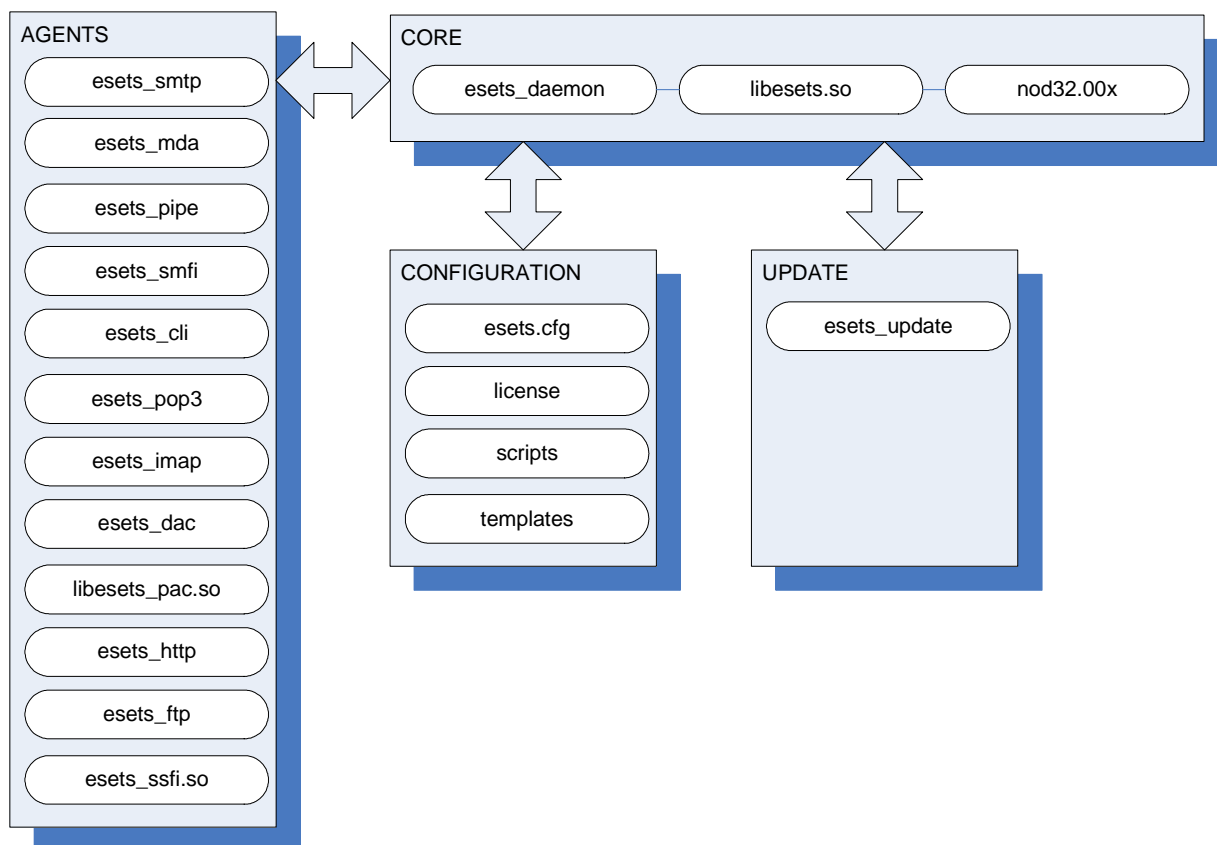 AGENTS
esets_smtp
esets_mda
esets_pipe
esets_smfi
esets_cli
esets_pop3
esets_imap
esets_dac
libesets_pac.so
esets_http
esets_ftp
esets_ssfi.so
CORE
esets_daemon
libesets.so
nod32.00x
CONFIGURATION
esets.cfg
license
scripts
templates
UPDATE
esets_update